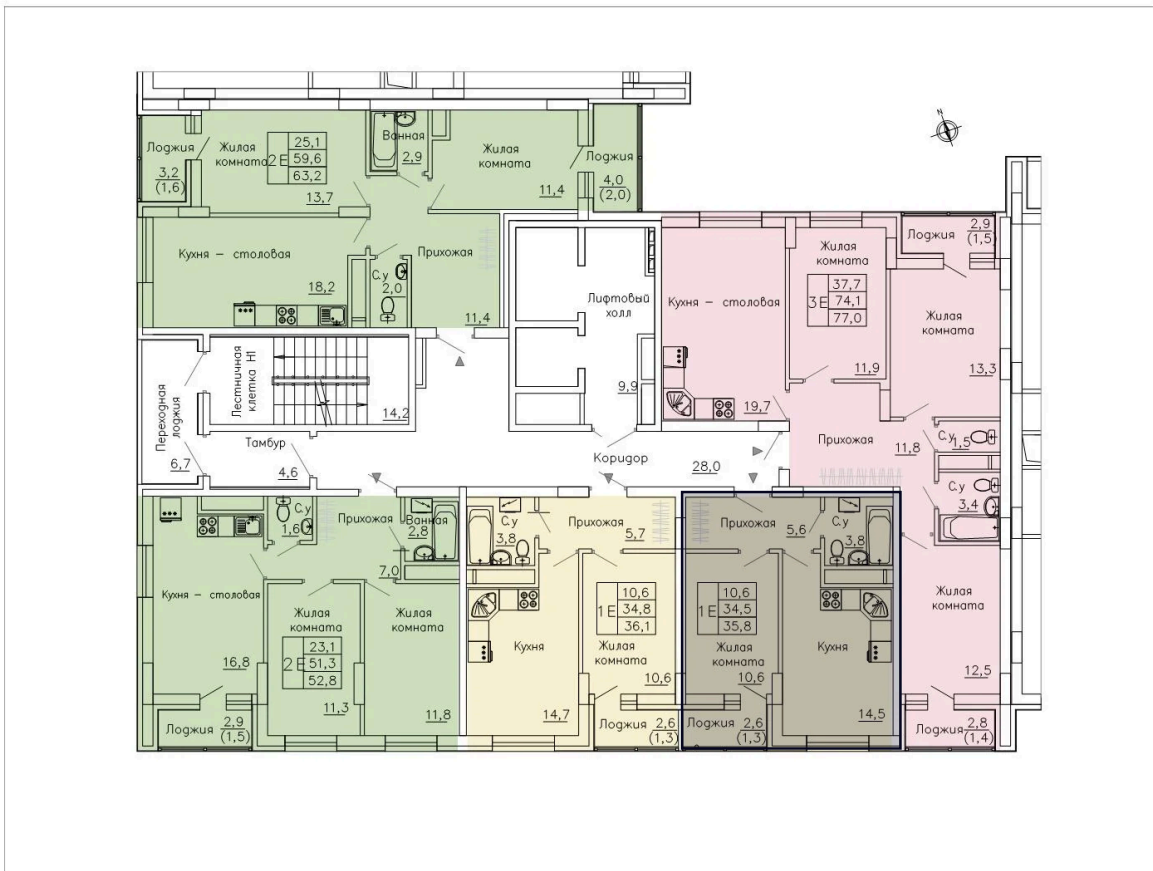 N
Лоджия
3,2
(1,6)
Жилая
комната
2Е
25,1
59,6
63,2
13,7
Ванная
2,9
Жилая
комната
11,4
Лоджия
4,0
(2,0)
Кухня – столовая
18,2
С.у
2,0
Прихожая
11,4
Лифтовый
холл
9,9
Кухня – столовая
19,7
Жилая
комната
3Е
37,7
74,1
77,0
11,9
Лоджия
2,9
(1,5)
Жилая
комната
13,3
Переходная
лоджия
6,7
Лестничная
клетка Н1
14,2
Тамбур
4,6
Коридор
28,0
Прихожая
11,8
С.у
1,5
С.у
3,4
Жилая
комната
12,5
Лоджия
2,8
(1,4)
Кухня – столовая
16,8
С.у
1,6
Прихожая
7,0
Ванная
2,8
Жилая
комната
2 Е
23,1
51,3
52,8
11,3
Жилая
комната
11,8
Лоджия
2,9
(1,5)
С.у
3,8
Прихожая
5,7
1Е
10,6
34,8
36,1
Кухня
14,7
Жилая
комната
10,6
Лоджия
2,6
(1,3)
Прихожая
5,6
С.у
3,8
1Е
10,6
34,5
35,8
Жилая
комната
10,6
Кухня
14,5
Лоджия
2,6
(1,3)